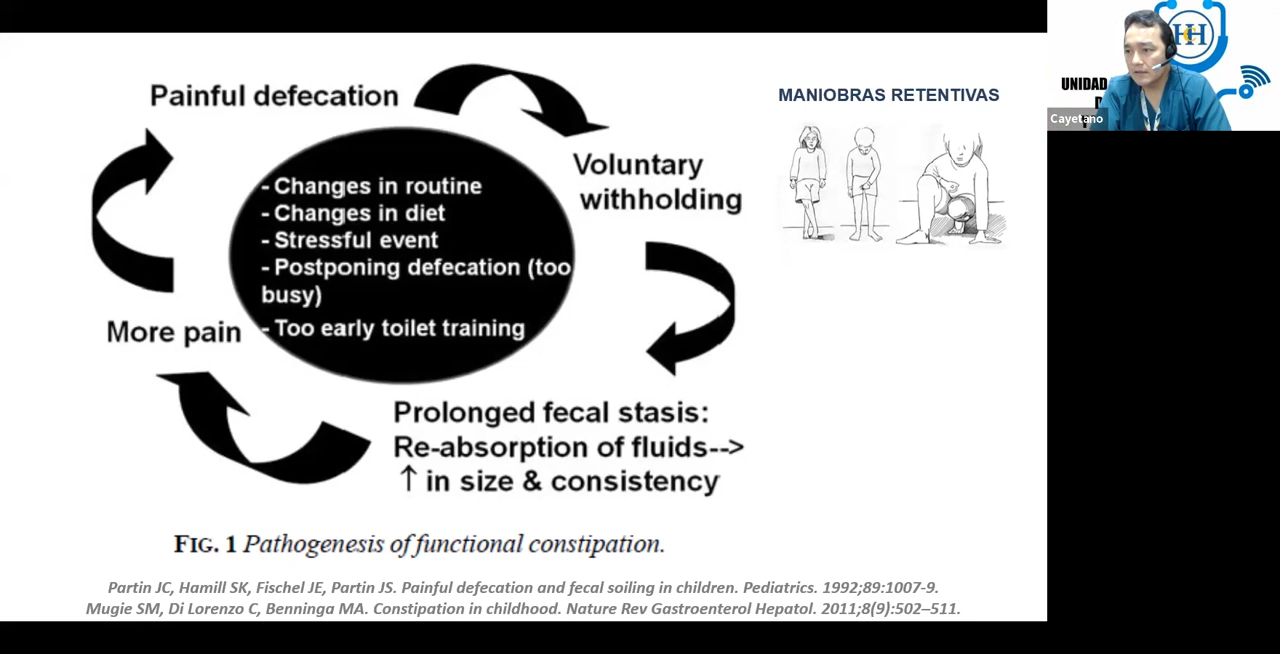 Painful defecation
MANIOBRAS RETENTIVAS
UNIDAD
Cayetano
Voluntary
withholding
- Changes in routine
- Changes in diet
- Stressful event
- Postponing defecation (too
busy)
- Too early toilet training
More pain
Prolonged fecal stasis:
Re-absorption of fluids-->
↑ in size & consistency
FIG. 1 Pathogenesis of functional constipation.
Partin JC, Hamill SK, Fischel JE, Partin JS. Painful defecation and fecal soiling in children. Pediatrics. 1992;89:1007-9.
Mugie SM, Di Lorenzo C, Benninga MA. Constipation in childhood. Nature Rev Gastroenterol Hepatol. 2011;8(9):502–511.